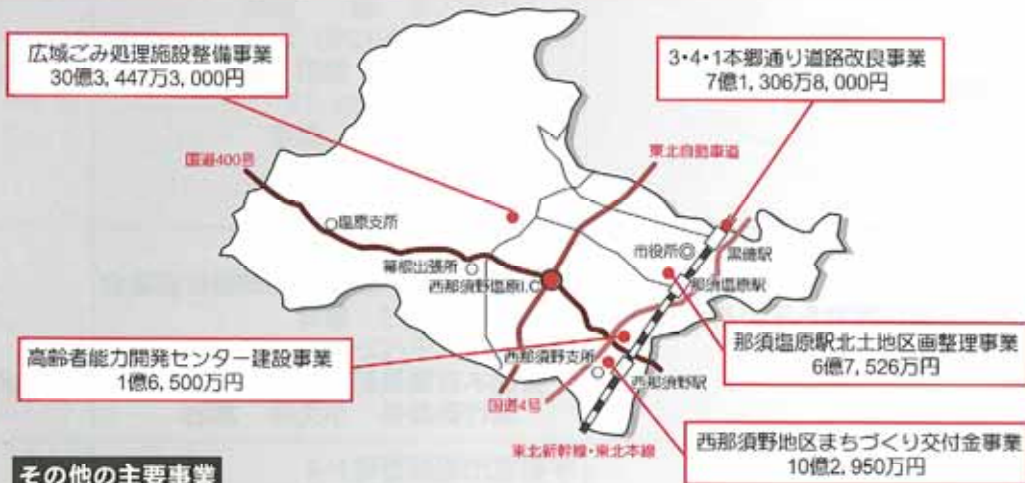 広域ごみ処理施設整備事業
30億3,447万3,000円
3・4・1本郷通り道路改良事業
7億1,306万8,000円
国道400号
東北自動車道
塩原支所
市役所
黒磯駅
箒根出張所
西那須野塩原I.C
那須塩原駅
高齢者能力開発センター建設事業
1億6,500万円
西那須野支所
西那須野駅
那須塩原駅北土地区画整理事業
6億7,526万円
国道4号
東北新幹線・東北本線
西那須野地区まちづくり交付金事業
10億2,950万円
その他の主要事業